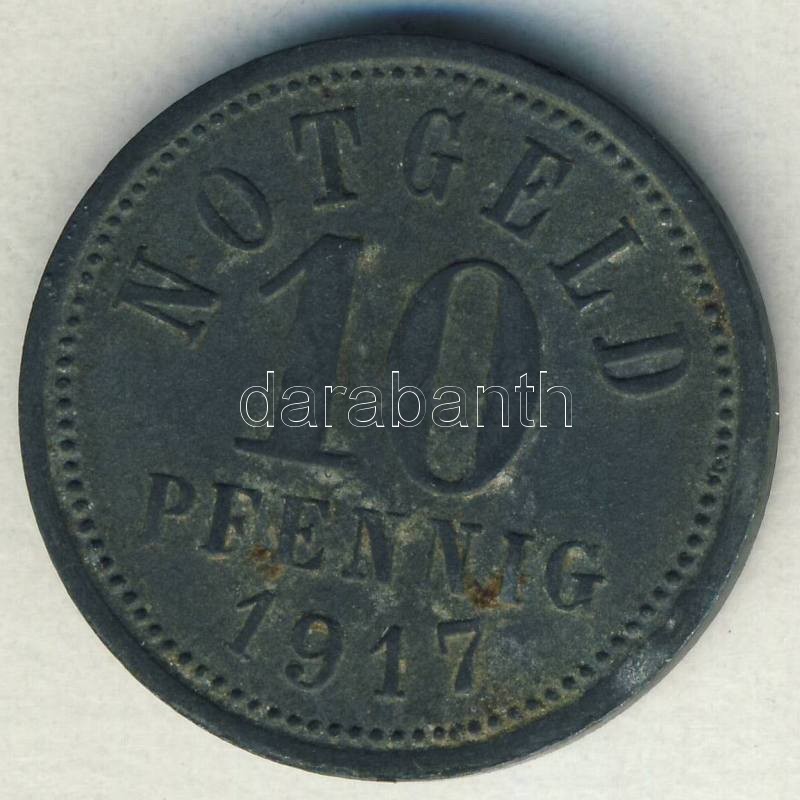 NOTGELD
10
darabanth
PFENNIG
1917